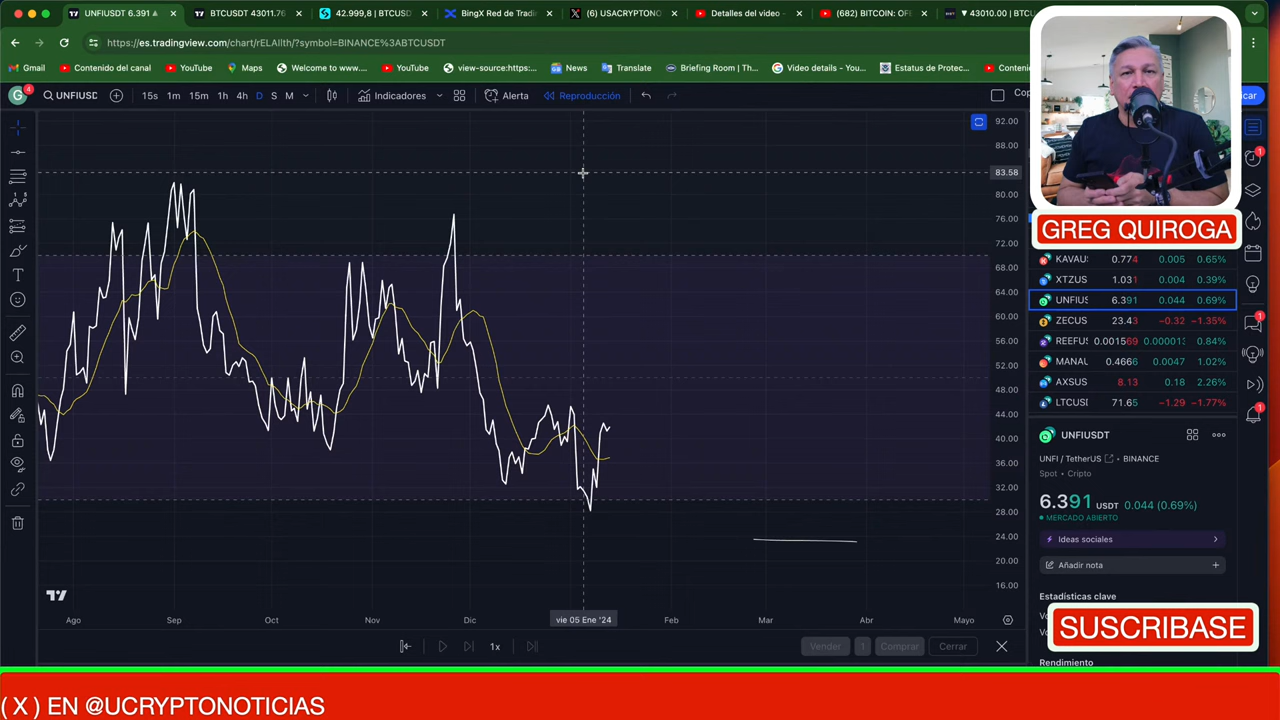 UNFIUSDT 6.391 ▲
BTCUSDT 43011.76
42.999,8 | BTCUSD
BingX Red de Tradin
(6) USACRYPTONO
Detalles del video -
(682) BITCOIN: OFE
▼ 43010.00 | BTCU
https://es.tradingview.com/chart/rELAIlth/?symbol=BINANCE%3ABTCUSDT
Gmail
Contenido del canal
YouTube
Maps
Welcome to www....
YouTube
view-source:https:...
News
Translate
Briefing Room | Th...
Video details - You...
Estatus de Protec...
G
4
UNFIUSD
15s
1m
15m
1h
4h
D
S
M
Indicadores
Alerta
Reproducción
Cop
icar
92.00
88.00
83.58
80.00
76.00
72.00
68.00
64.00
60.00
56.00
52.00
48.00
44.00
40.00
36.00
32.00
28.00
24.00
20.00
16.00
GREG QUIROGA
KAVAUS 0.774 0.005 0.65%
XTZUS 1.031 0.004 0.39%
UNFIUS 6.391 0.044 0.69%
ZECUS 23.43 −0.32 −1.35%
REEFUS 0.001569 0.000013 0.84%
MANAU 0.4666 0.0047 1.02%
AXSUS 8.13 0.18 2.26%
LTCUSD 71.65 −1.29 −1.77%
UNFIUSDT
UNFI / TetherUS BINANCE
Spot • Cripto
6.391 USDT 0.044 (0.69%)
MERCADO ABIERTO
Ideas sociales
Añadir nota
Estadísticas clave
SUSCRIBASE
Rendimiento
Ago
Sep
Oct
Nov
Dic
vie 05 Ene '24
Feb
Mar
Abr
Mayo
1x
Vender
1
Comprar
Cerrar
( X ) EN @UCRYPTONOTICIAS